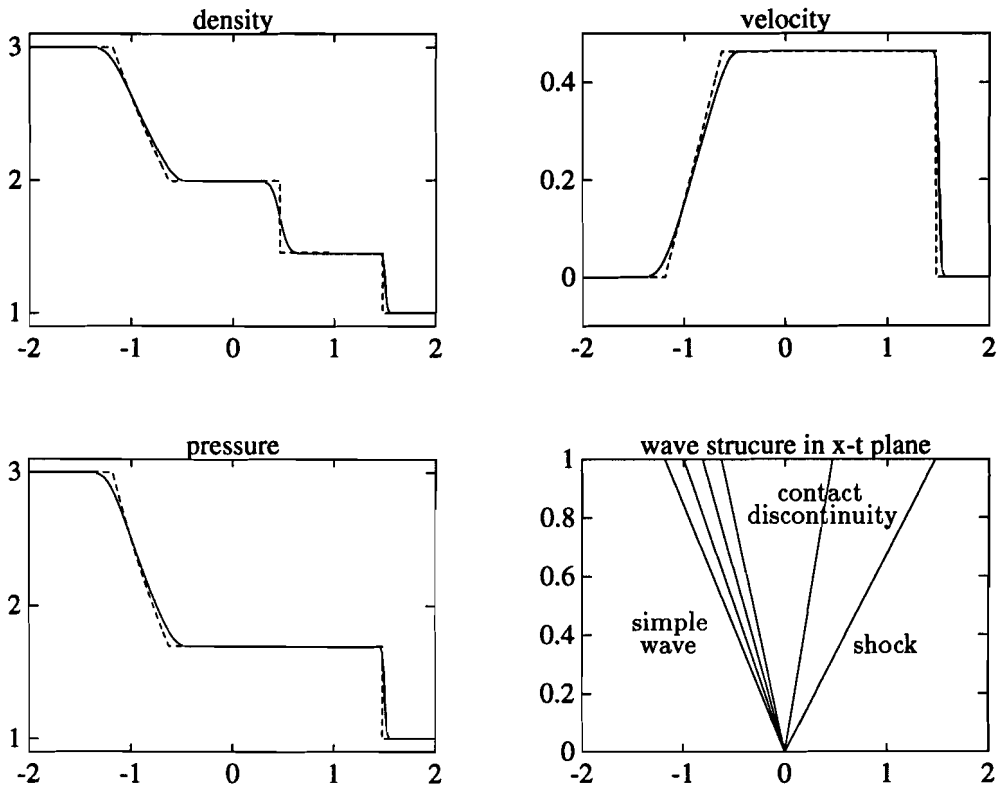 density
3
2
1
-2 -1 0 1 2
velocity
0.4
0.2
0
-2 -1 0 1 2
pressure
3
2
1
-2 -1 0 1 2
wave strucure in x-t plane
1
0.8
0.6
0.4
0.2
0
contact
discontinuity
simple
wave
shock
-2 -1 0 1 2